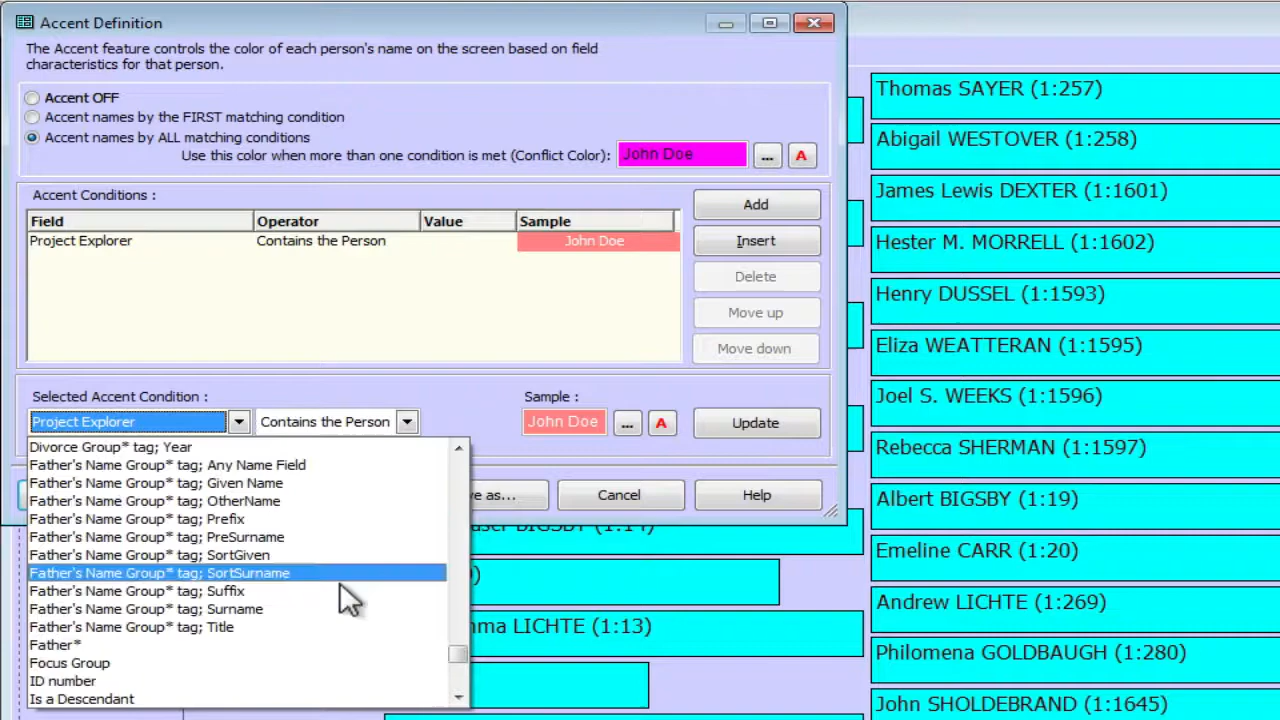 Accent Definition
The Accent feature controls the color of each person's name on the screen based on field
characteristics for that person.
Accent OFF
Accent names by the FIRST matching condition
Accent names by ALL matching conditions
Use this color when more than one condition is met (Conflict Color):
John Doe
...
A
Accent Conditions :
Field Operator Value Sample
Project Explorer Contains the Person John Doe
Add
Insert
Delete
Move up
Move down
Selected Accent Condition :
Sample :
Project Explorer
Contains the Person
John Doe
...
A
Update
as...
Cancel
Help
Divorce Group* tag; Year
Father's Name Group* tag; Any Name Field
Father's Name Group* tag; Given Name
Father's Name Group* tag; OtherName
Father's Name Group* tag; Prefix
Father's Name Group* tag; PreSurname
Father's Name Group* tag; SortGiven
Father's Name Group* tag; SortSurname
Father's Name Group* tag; Suffix
Father's Name Group* tag; Surname
Father's Name Group* tag; Title
Father*
Focus Group
ID number
Is a Descendant
BIGSBY (1:14)
LICHTE (1:13)
Thomas SAYER (1:257)
Abigail WESTOVER (1:258)
James Lewis DEXTER (1:1601)
Hester M. MORRELL (1:1602)
Henry DUSSEL (1:1593)
Eliza WEATTERAN (1:1595)
Joel S. WEEKS (1:1596)
Rebecca SHERMAN (1:1597)
Albert BIGSBY (1:19)
Emeline CARR (1:20)
Andrew LICHTE (1:269)
Philomena GOLDBAUGH (1:280)
John SHOLDEBRAND (1:1645)